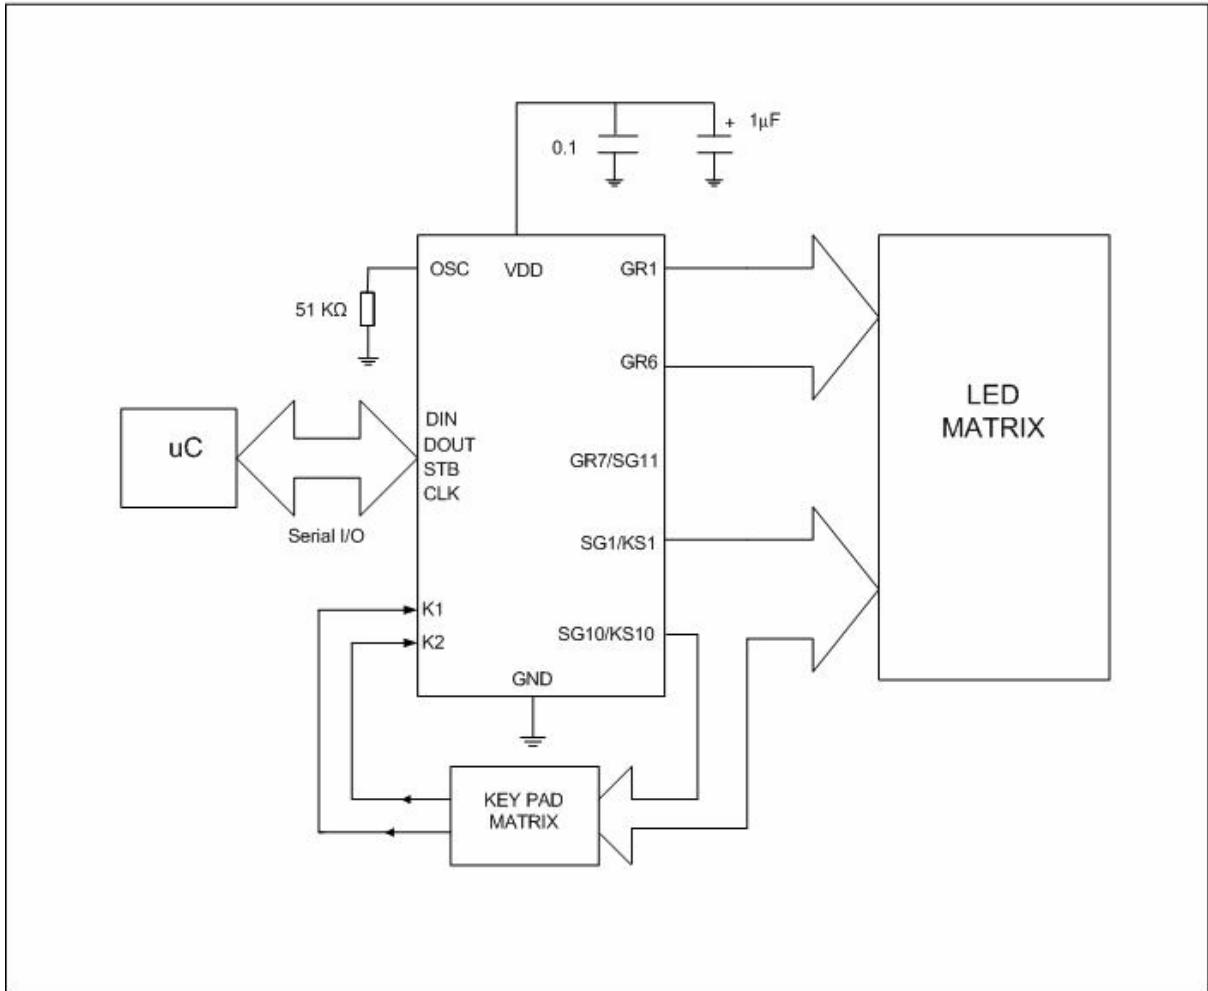 + 1µF
0.1
OSC
VDD
GR1
51 KΩ
GR6
LED
MATRIX
DIN
DOUT
STB
CLK
uC
GR7/SG11
Serial I/O
SG1/KS1
K1
K2
SG10/KS10
GND
KEY PAD
MATRIX